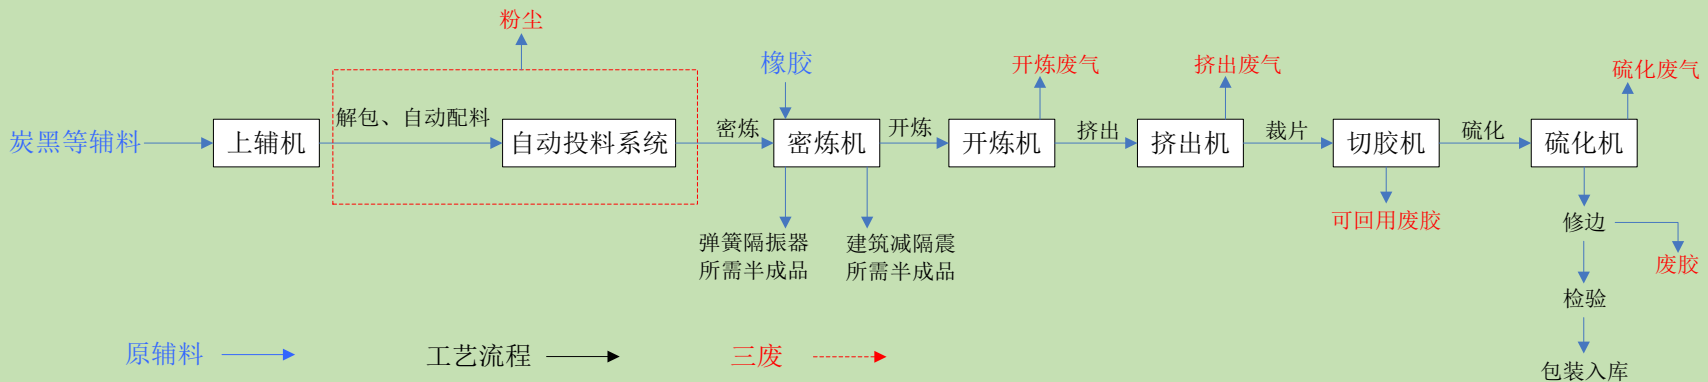 粉尘
橡胶
开炼废气
挤出废气
硫化废气
炭黑等辅料
上辅机
解包、自动配料
自动投料系统
密炼
密炼机
开炼
开炼机
挤出
挤出机
裁片
切胶机
硫化
硫化机
弹簧隔振器
所需半成品
建筑减隔震
所需半成品
可回用废胶
修边
废胶
检验
包装入库
原辅料
工艺流程
三废